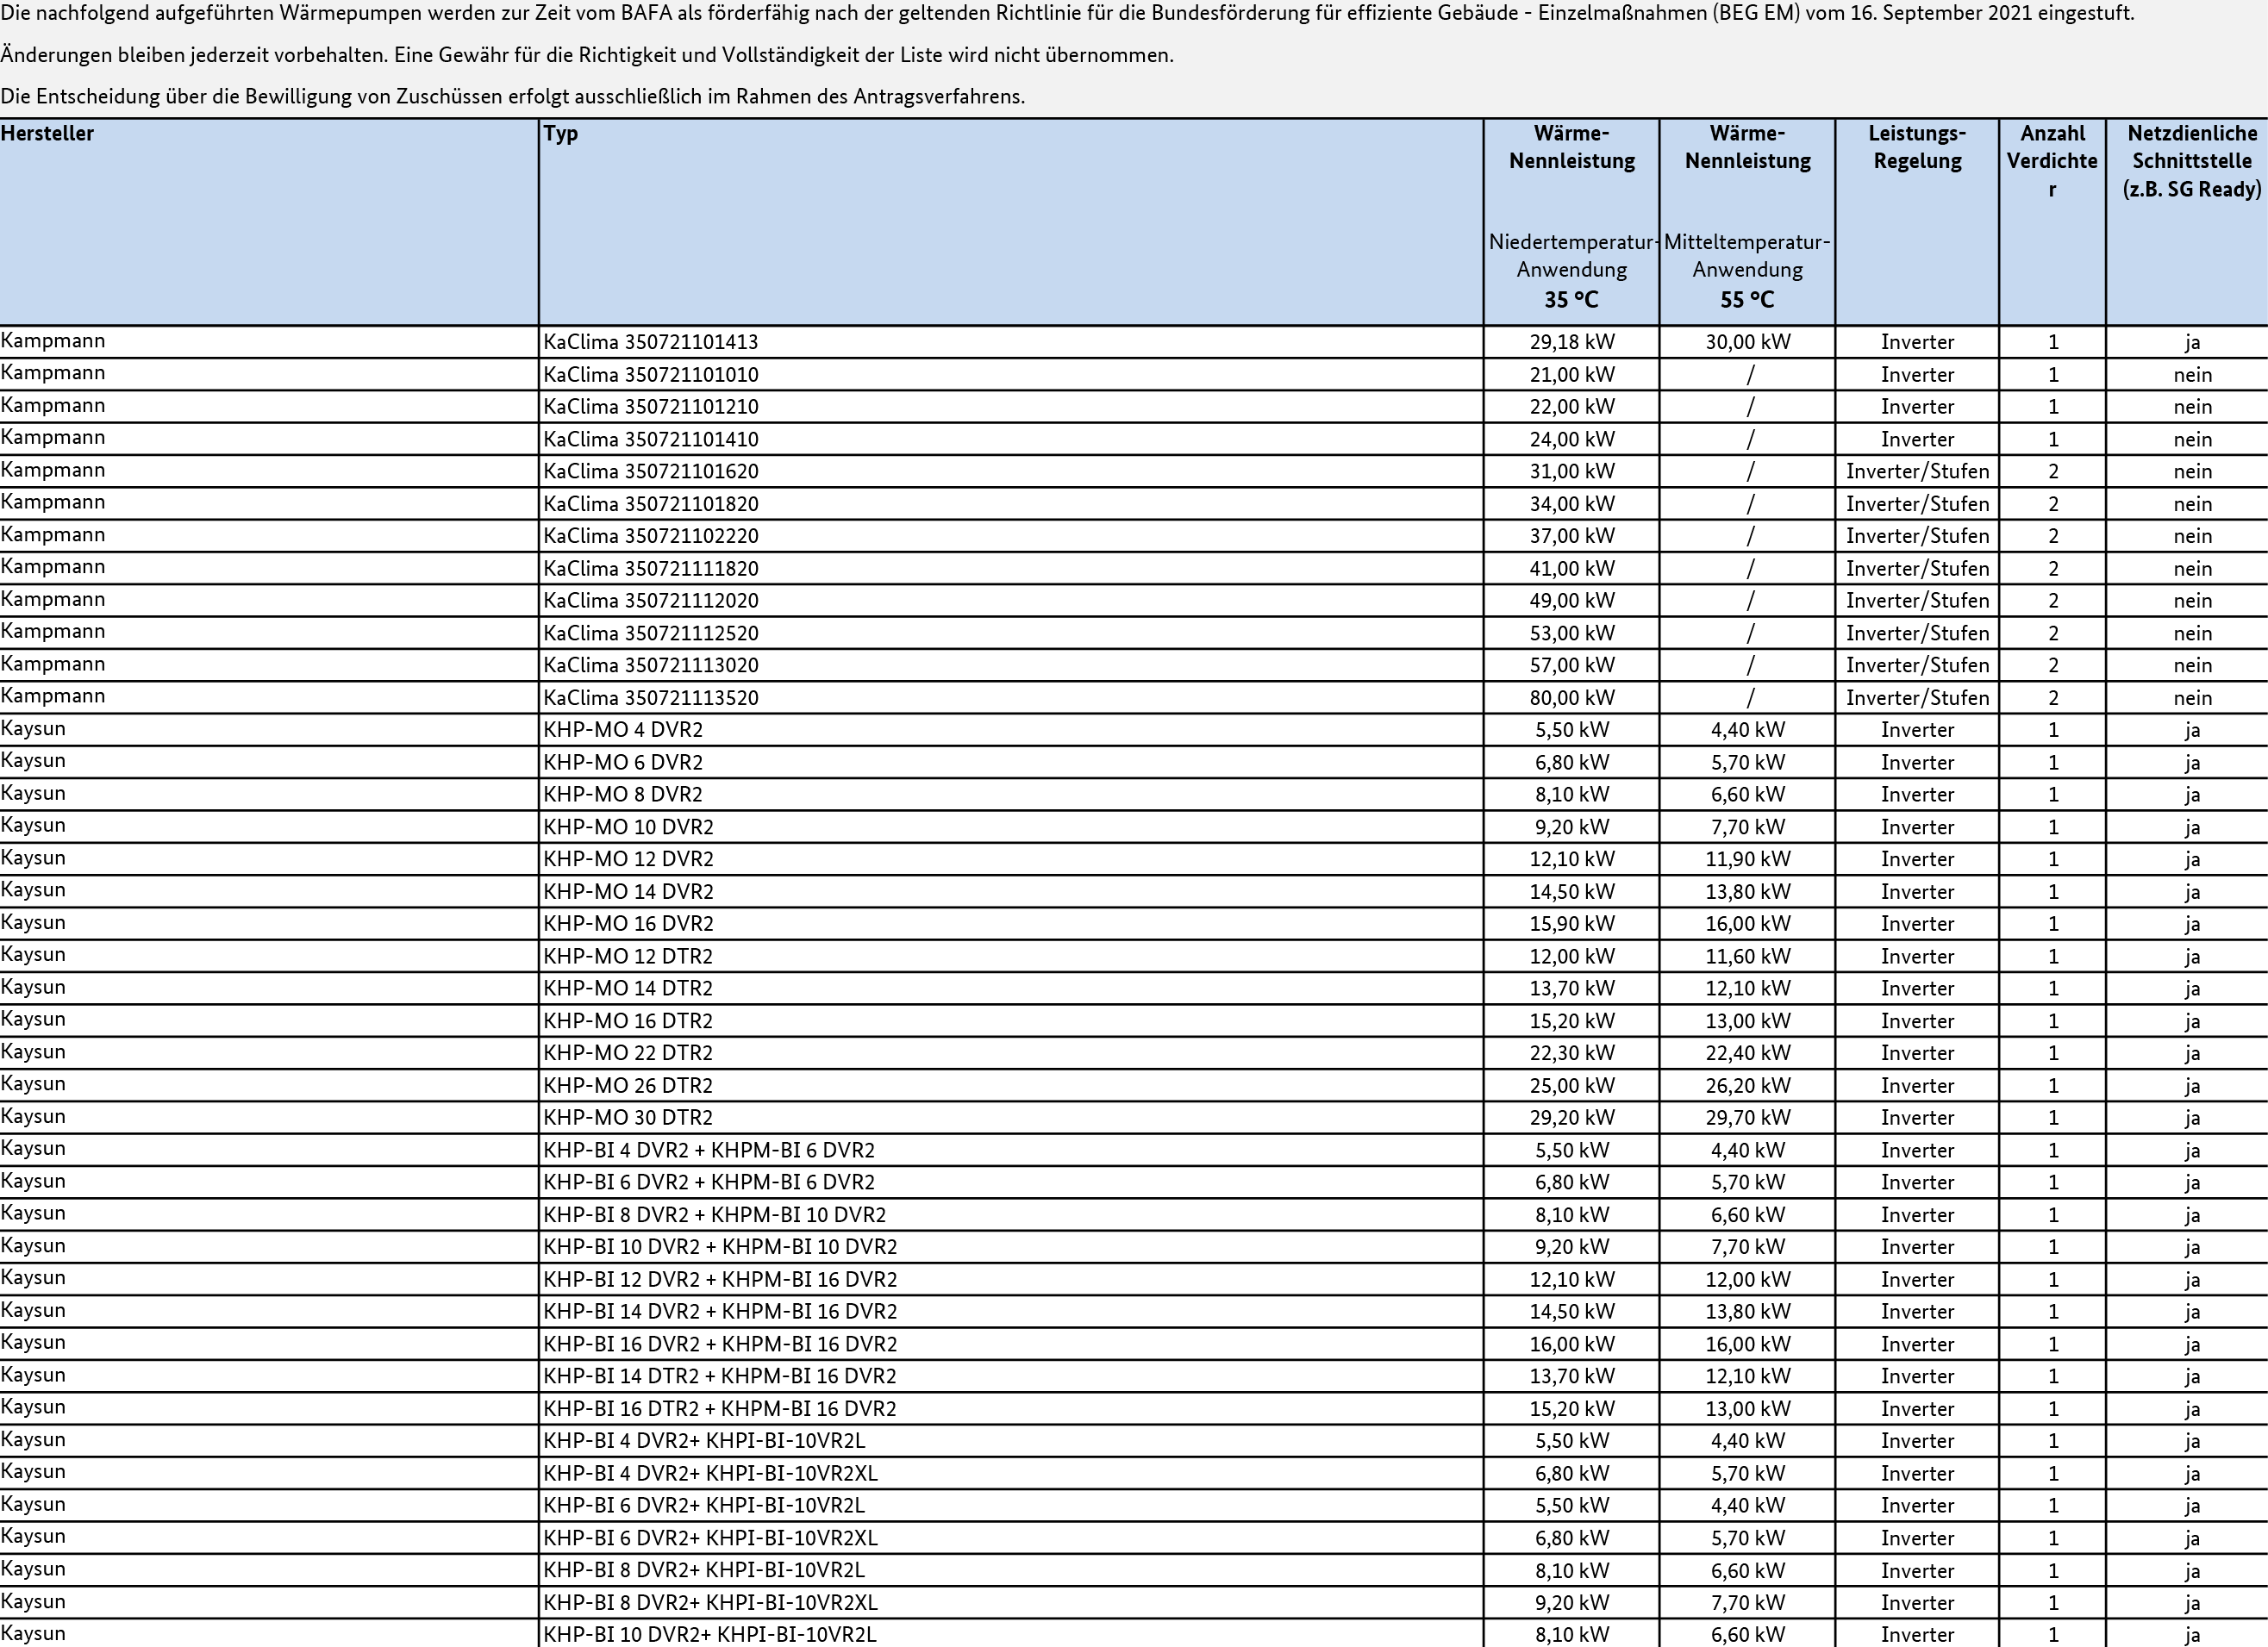 Die nachfolgend aufgeführten Wärmepumpen werden zur Zeit vom BAFA als förderfähig nach der geltenden Richtlinie für die Bundesförderung für effiziente Gebäude - Einzelmaßnahmen (BEG EM) vom 16. September 2021 eingestuft.
Änderungen bleiben jederzeit vorbehalten. Eine Gewähr für die Richtigkeit und Vollständigkeit der Liste wird nicht übernommen.
Die Entscheidung über die Bewilligung von Zuschüssen erfolgt ausschließlich im Rahmen des Antragsverfahrens.
Hersteller Typ Wärme- Wärme- Leistungs- Anzahl Netzdienliche
Nennleistung Nennleistung Regelung Verdichte Schnittstelle
r (z.B. SG Ready)
Niedertemperatur- Mitteltemperatur-
Anwendung Anwendung
35 °C 55 °C
Kampmann KaClima 350721101413 29,18 kW 30,00 kW Inverter 1 ja
Kampmann KaClima 350721101010 21,00 kW / Inverter 1 nein
Kampmann KaClima 350721101210 22,00 kW / Inverter 1 nein
Kampmann KaClima 350721101410 24,00 kW / Inverter 1 nein
Kampmann KaClima 350721101620 31,00 kW / Inverter/Stufen 2 nein
Kampmann KaClima 350721101820 34,00 kW / Inverter/Stufen 2 nein
Kampmann KaClima 350721102220 37,00 kW / Inverter/Stufen 2 nein
Kampmann KaClima 350721111820 41,00 kW / Inverter/Stufen 2 nein
Kampmann KaClima 350721112020 49,00 kW / Inverter/Stufen 2 nein
Kampmann KaClima 350721112520 53,00 kW / Inverter/Stufen 2 nein
Kampmann KaClima 350721113020 57,00 kW / Inverter/Stufen 2 nein
Kampmann KaClima 350721113520 80,00 kW / Inverter/Stufen 2 nein
Kaysun KHP-MO 4 DVR2 5,50 kW 4,40 kW Inverter 1 ja
Kaysun KHP-MO 6 DVR2 6,80 kW 5,70 kW Inverter 1 ja
Kaysun KHP-MO 8 DVR2 8,10 kW 6,60 kW Inverter 1 ja
Kaysun KHP-MO 10 DVR2 9,20 kW 7,70 kW Inverter 1 ja
Kaysun KHP-MO 12 DVR2 12,10 kW 11,90 kW Inverter 1 ja
Kaysun KHP-MO 14 DVR2 14,50 kW 13,80 kW Inverter 1 ja
Kaysun KHP-MO 16 DVR2 15,90 kW 16,00 kW Inverter 1 ja
Kaysun KHP-MO 12 DTR2 12,00 kW 11,60 kW Inverter 1 ja
Kaysun KHP-MO 14 DTR2 13,70 kW 12,10 kW Inverter 1 ja
Kaysun KHP-MO 16 DTR2 15,20 kW 13,00 kW Inverter 1 ja
Kaysun KHP-MO 22 DTR2 22,30 kW 22,40 kW Inverter 1 ja
Kaysun KHP-MO 26 DTR2 25,00 kW 26,20 kW Inverter 1 ja
Kaysun KHP-MO 30 DTR2 29,20 kW 29,70 kW Inverter 1 ja
Kaysun KHP-BI 4 DVR2 + KHPM-BI 6 DVR2 5,50 kW 4,40 kW Inverter 1 ja
Kaysun KHP-BI 6 DVR2 + KHPM-BI 6 DVR2 6,80 kW 5,70 kW Inverter 1 ja
Kaysun KHP-BI 8 DVR2 + KHPM-BI 10 DVR2 8,10 kW 6,60 kW Inverter 1 ja
Kaysun KHP-BI 10 DVR2 + KHPM-BI 10 DVR2 9,20 kW 7,70 kW Inverter 1 ja
Kaysun KHP-BI 12 DVR2 + KHPM-BI 16 DVR2 12,10 kW 12,00 kW Inverter 1 ja
Kaysun KHP-BI 14 DVR2 + KHPM-BI 16 DVR2 14,50 kW 13,80 kW Inverter 1 ja
Kaysun KHP-BI 16 DVR2 + KHPM-BI 16 DVR2 16,00 kW 16,00 kW Inverter 1 ja
Kaysun KHP-BI 14 DTR2 + KHPM-BI 16 DVR2 13,70 kW 12,10 kW Inverter 1 ja
Kaysun KHP-BI 16 DTR2 + KHPM-BI 16 DVR2 15,20 kW 13,00 kW Inverter 1 ja
Kaysun KHP-BI 4 DVR2+ KHPI-BI-10VR2L 5,50 kW 4,40 kW Inverter 1 ja
Kaysun KHP-BI 4 DVR2+ KHPI-BI-10VR2XL 6,80 kW 5,70 kW Inverter 1 ja
Kaysun KHP-BI 6 DVR2+ KHPI-BI-10VR2L 5,50 kW 4,40 kW Inverter 1 ja
Kaysun KHP-BI 6 DVR2+ KHPI-BI-10VR2XL 6,80 kW 5,70 kW Inverter 1 ja
Kaysun KHP-BI 8 DVR2+ KHPI-BI-10VR2L 8,10 kW 6,60 kW Inverter 1 ja
Kaysun KHP-BI 8 DVR2+ KHPI-BI-10VR2XL 9,20 kW 7,70 kW Inverter 1 ja
Kaysun KHP-BI 10 DVR2+ KHPI-BI-10VR2L 8,10 kW 6,60 kW Inverter 1 ja